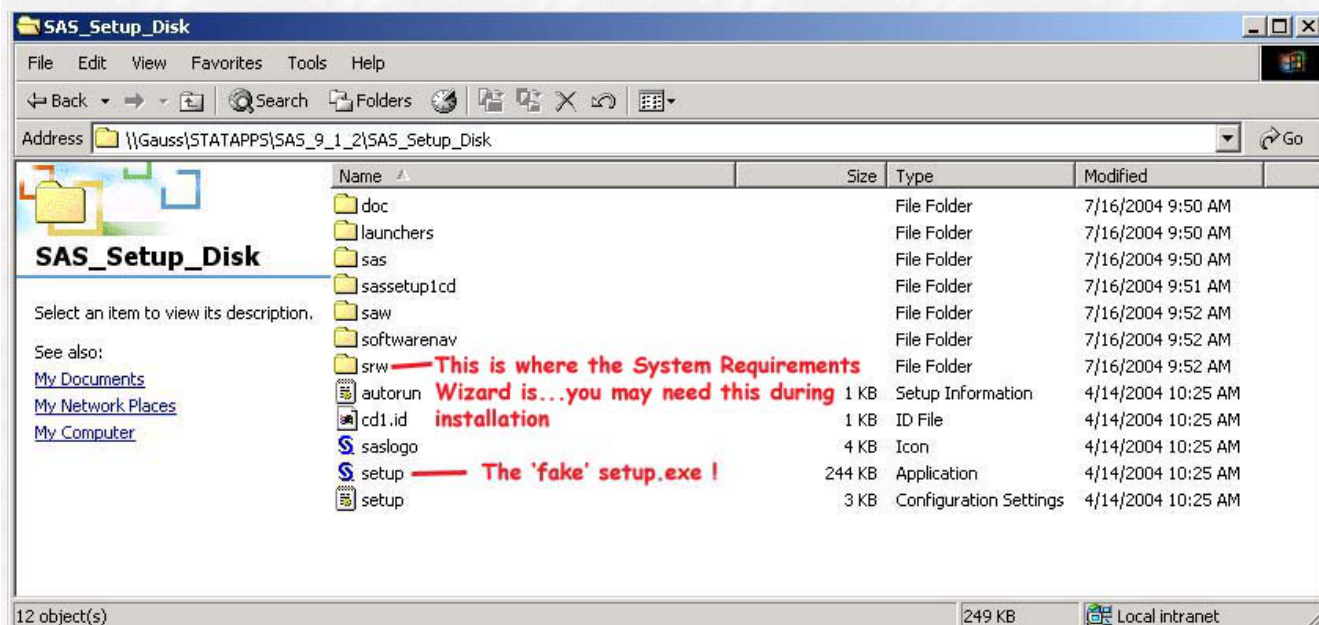 SAS_Setup_Disk
File Edit View Favorites Tools Help
Back Search Folders
Address \\Gauss\STATAPPS\SAS_9_1_2\SAS_Setup_Disk Go
Name Size Type Modified
SAS_Setup_Disk
Select an item to view its description.
See also:
My Documents
My Network Places
My Computer
doc File Folder 7/16/2004 9:50 AM
launchers File Folder 7/16/2004 9:50 AM
sas File Folder 7/16/2004 9:50 AM
sassetup1cd File Folder 7/16/2004 9:51 AM
saw File Folder 7/16/2004 9:52 AM
softwarenav File Folder 7/16/2004 9:52 AM
srw File Folder 7/16/2004 9:52 AM
autorun 1 KB Setup Information 4/14/2004 10:25 AM
cd1.id 1 KB ID File 4/14/2004 10:25 AM
saslogo 4 KB Icon 4/14/2004 10:25 AM
setup 244 KB Application 4/14/2004 10:25 AM
setup 3 KB Configuration Settings 4/14/2004 10:25 AM
This is where the System Requirements
Wizard is...you may need this during
installation
The 'fake' setup.exe !
12 object(s) 249 KB Local intranet